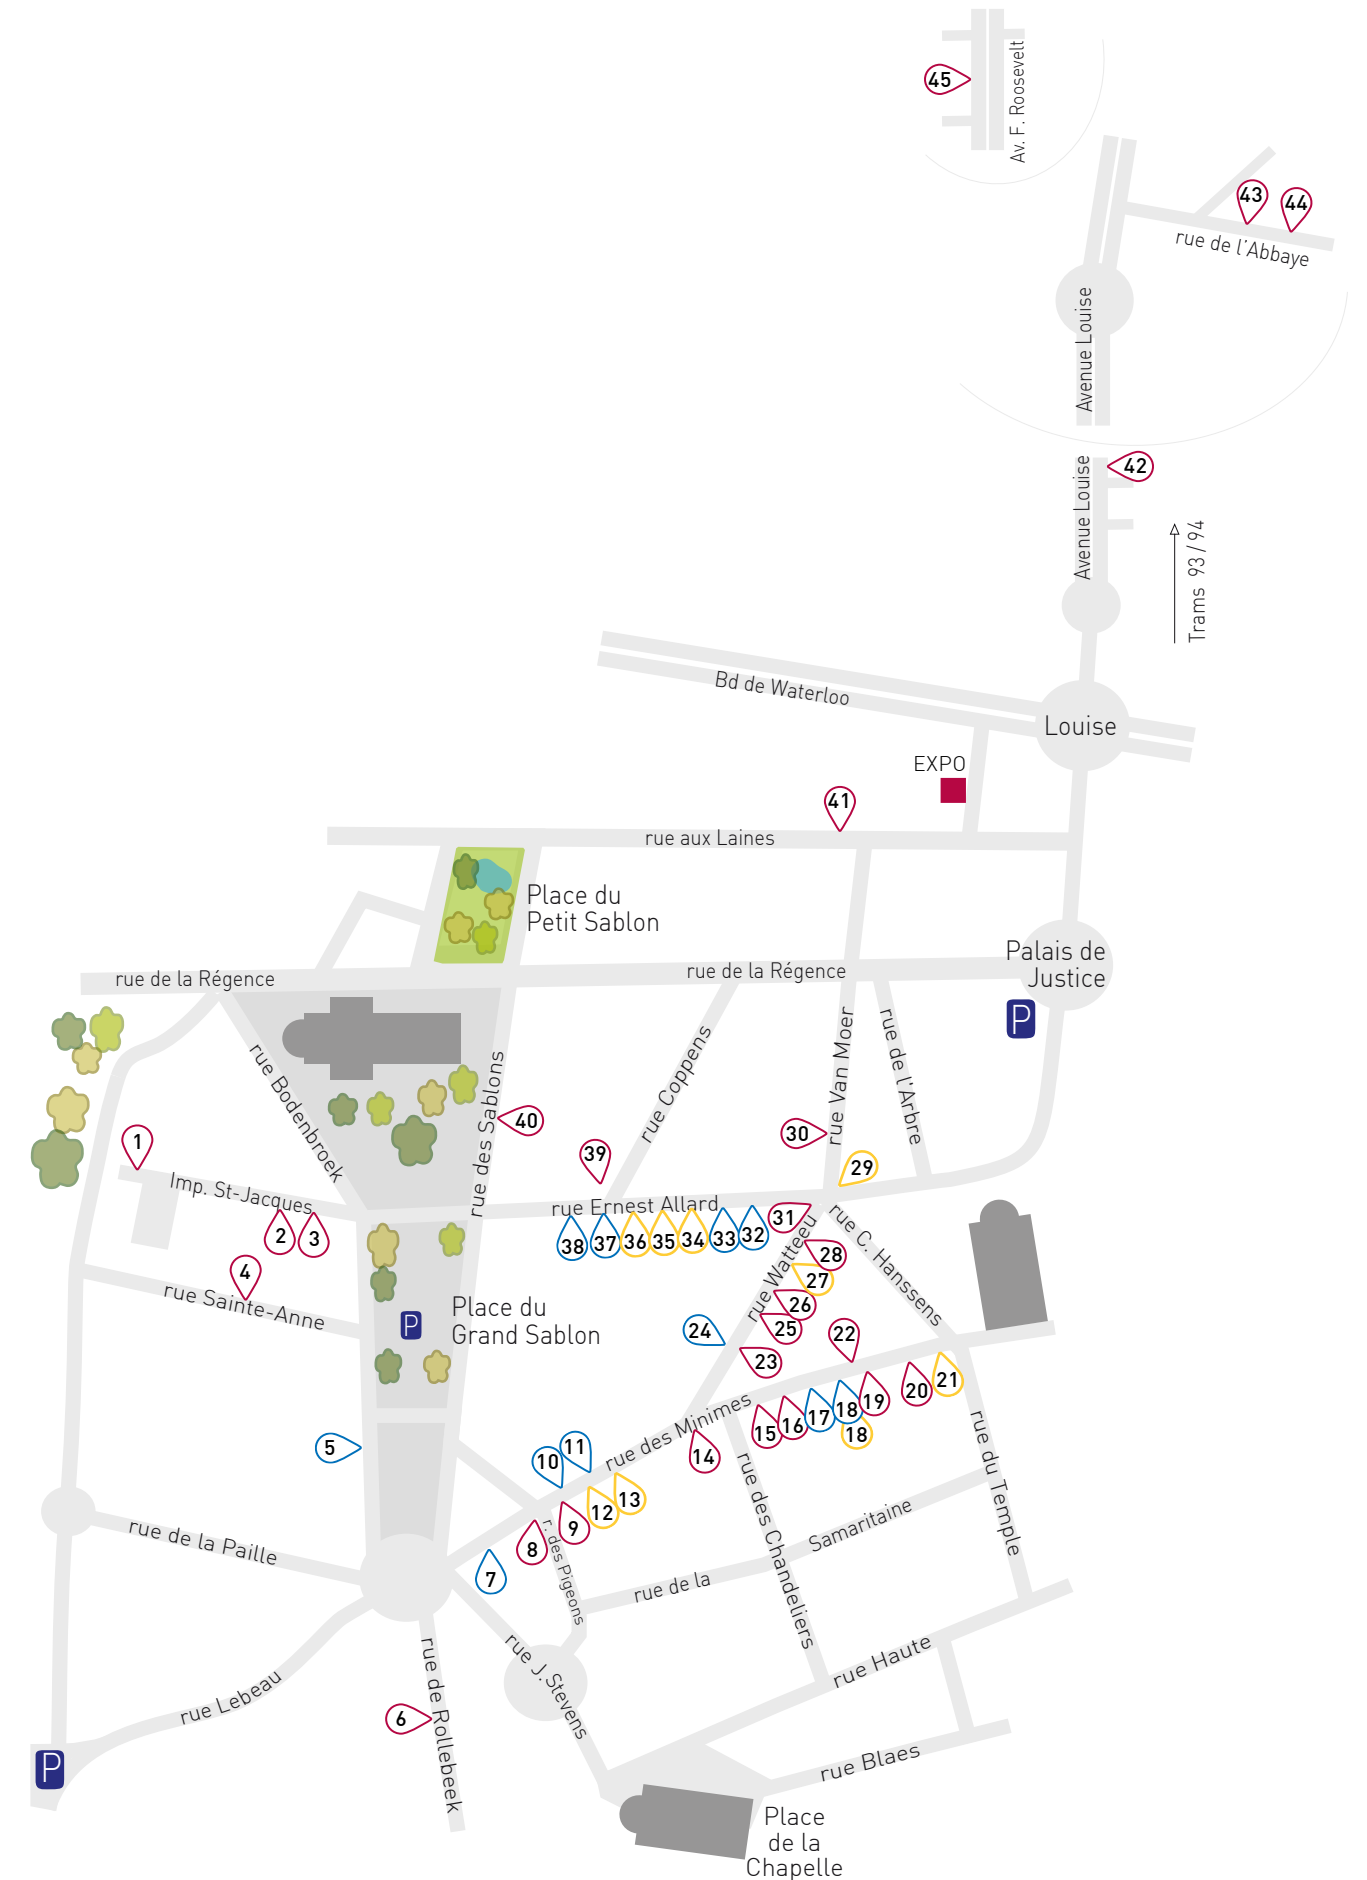 45
Av. F. Roosevelt
43
44
rue de l'Abbaye
Avenue Louise
42
Avenue Louise
Trams 93 / 94
Bd de Waterloo
Louise
EXPO
41
rue aux Laines
Place du
Petit Sablon
Palais de
Justice
rue de la Régence
rue de la Régence
P
rue Bodenbroek
rue des Sablons
rue Coppens
rue Van Moer
rue de l'Arbre
40
30
1
39
29
Imp. St-Jacques
rue Ernest Allard
2
3
38
37
36
35
34
33
32
31
rue Watteeu
rue C. Hanssens
28
4
27
rue Sainte-Anne
26
Place du
Grand Sablon
P
24
25
22
23
21
20
19
18
17
16
15
18
rue des Minimes
14
5
10
11
13
12
9
8
7
r. des Pigeons
rue des Chandeliers
rue du Temple
rue de la
Samaritaine
rue de la Paille
rue J. Stevens
rue Haute
rue Lebeau
rue de Rollebeek
6
P
rue Blaes
Place
de la
Chapelle